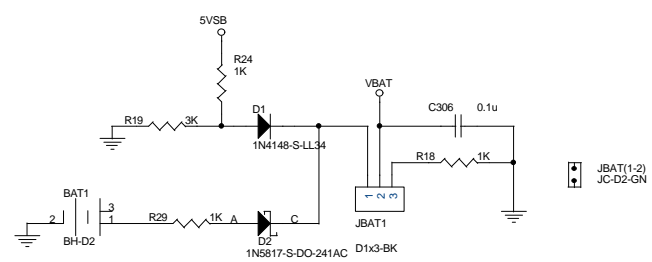 5VSB
R24
1K
VBAT
C306 0.1u
R19 3K
D1
1N4148-S-LL34
R18 1K
JBAT(1-2)
JC-D2-GN
BAT1
3
2 1
R29 1K A C
1 2 3
JBAT1
BH-D2
D2
1N5817-S-DO-241AC
D1x3-BK